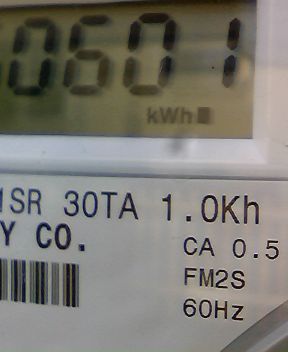 0601
kWh
1SR 30TA 1.0Kh
Y CO.
CA 0.5
FM2S
60Hz